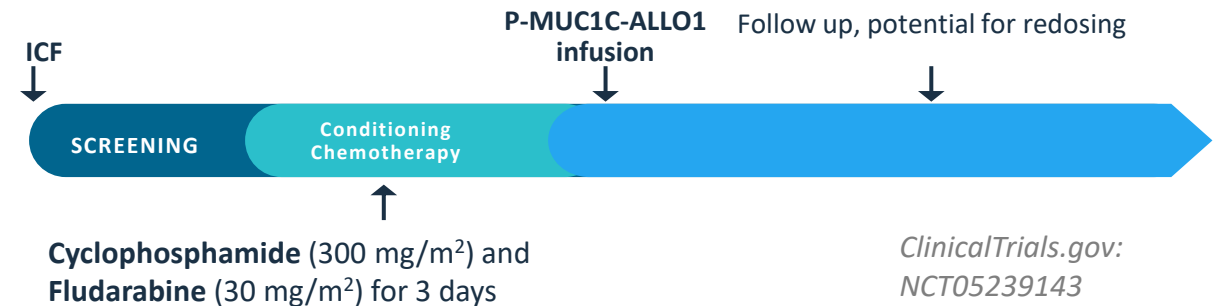 P-MUC1C-ALLO1
infusion
Follow up, potential for redosing
ICF
SCREENING
Conditioning
Chemotherapy
Cyclophosphamide (300 mg/m²) and
Fludarabine (30 mg/m²) for 3 days
ClinicalTrials.gov:
NCT05239143